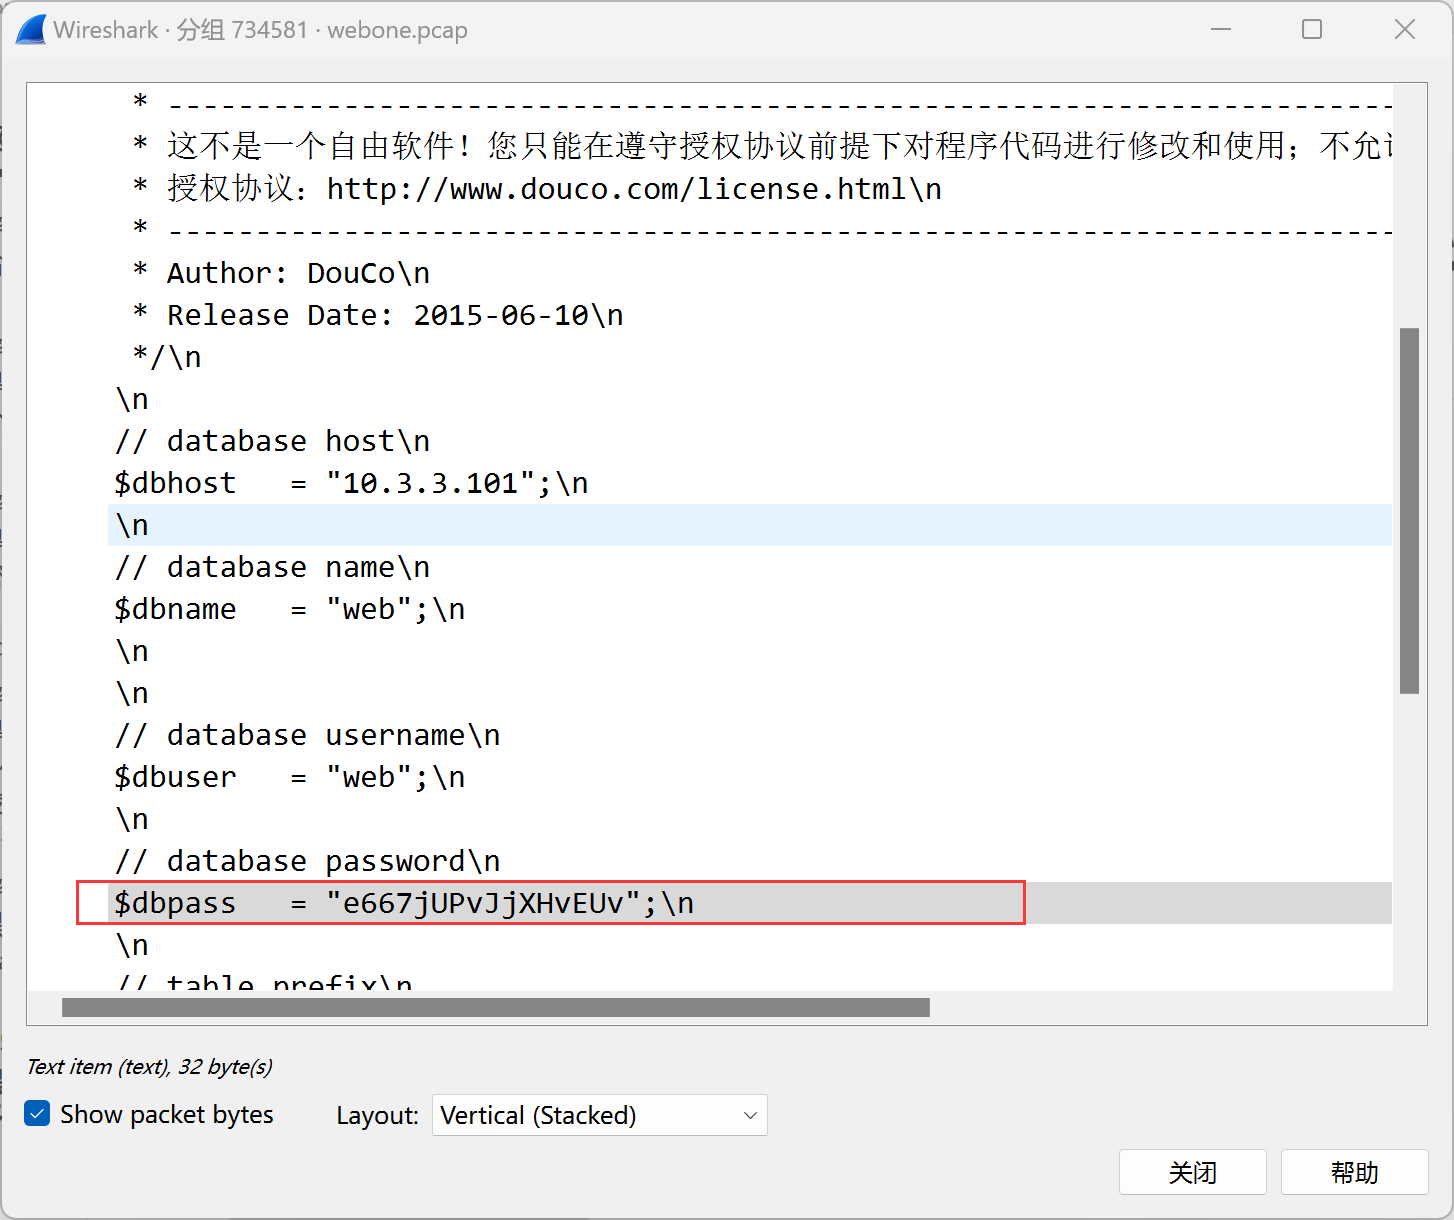 Wireshark · 分组 734581 · webone.pcap
* ----------------------------------------------------------------------
* 这不是一个自由软件！您只能在遵守授权协议前提下对程序代码进行修改和使用；不允
* 授权协议：http://www.douco.com/license.html\n
* ----------------------------------------------------------------------
* Author: DouCo\n
* Release Date: 2015-06-10\n
*/\n
\n
// database host\n
$dbhost   = "10.3.3.101";\n
\n
// database name\n
$dbname   = "web";\n
\n
\n
// database username\n
$dbuser   = "web";\n
\n
// database password\n
$dbpass   = "e667jUPvJjXHvEUv";\n
\n
// table prefix\n
Text item (text), 32 byte(s)
Show packet bytes
Layout: Vertical (Stacked)
关闭
帮助